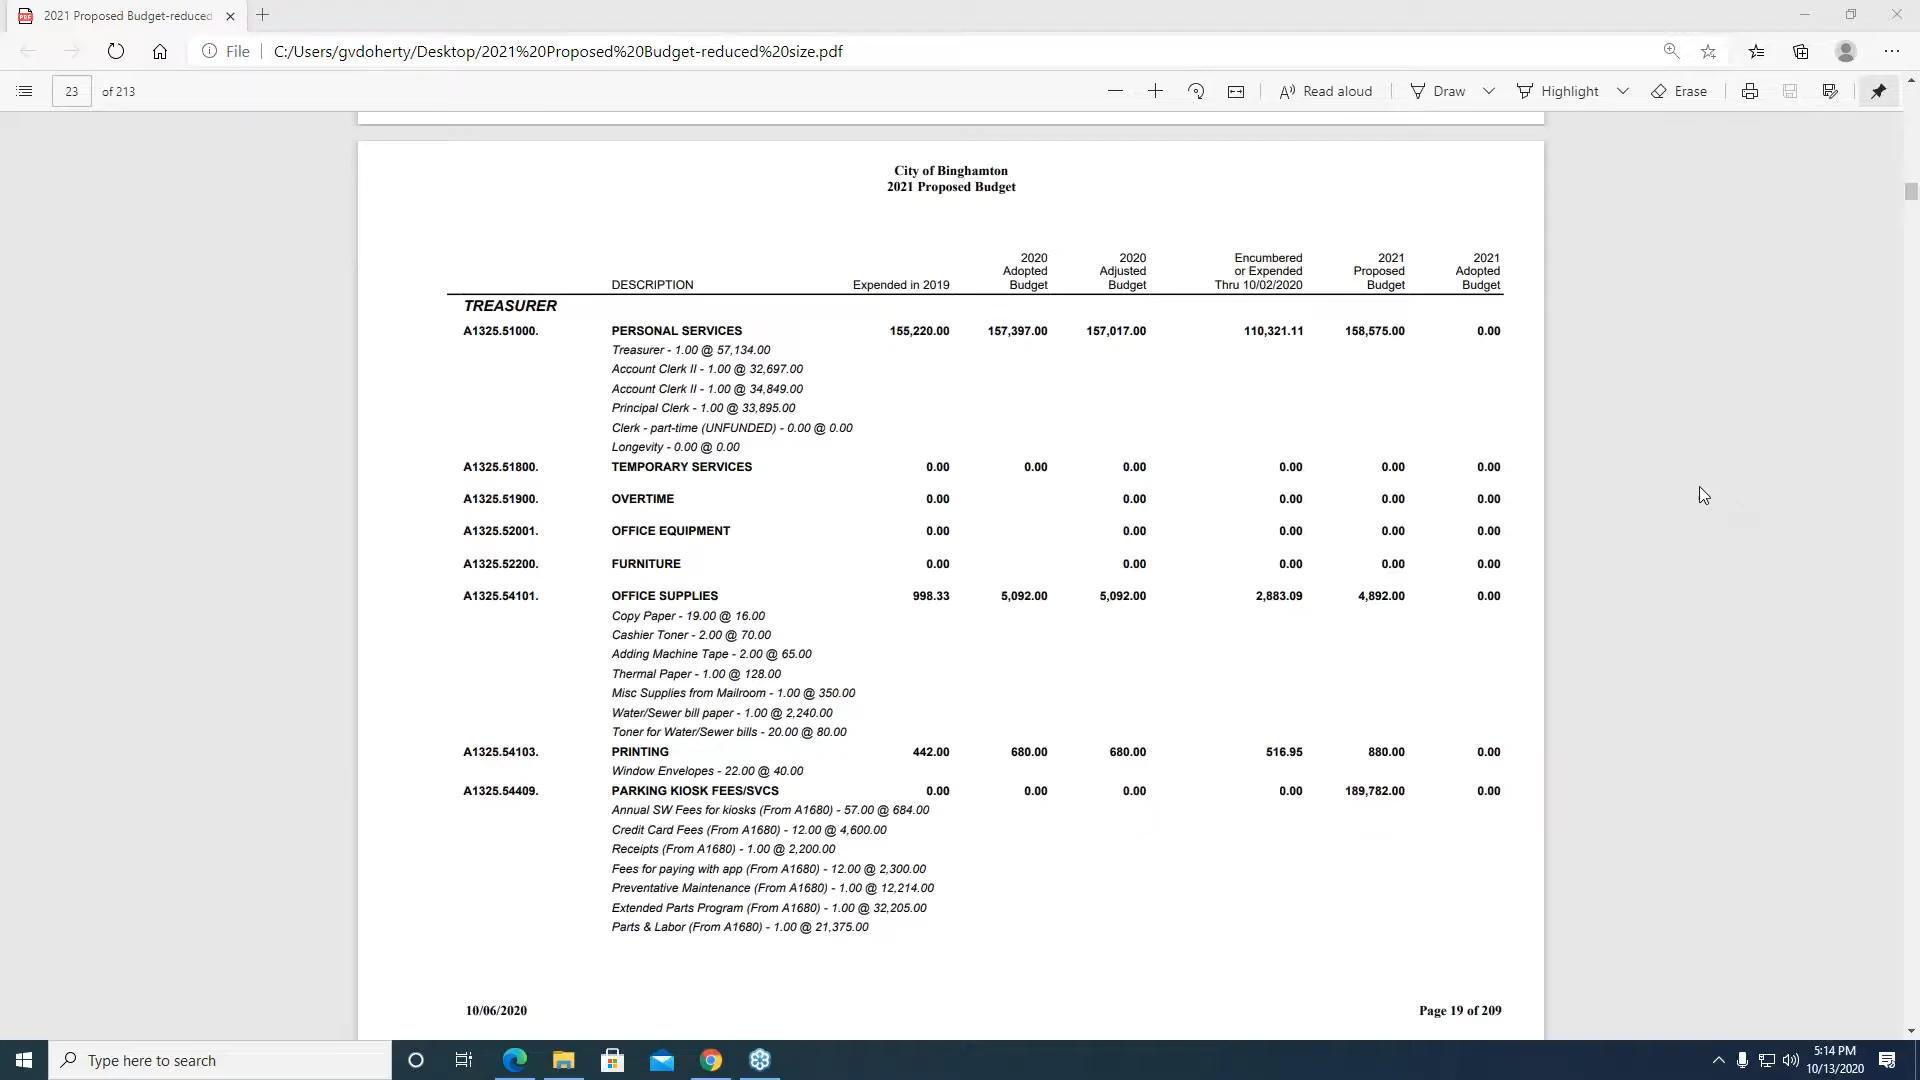 2021 Proposed Budget-reduced
File C:/Users/gvdoherty/Desktop/2021%20Proposed%20Budget-reduced%20size.pdf
23 of 213 Read aloud Draw Highlight Erase
City of Binghamton
2021 Proposed Budget
2020 2020 Encumbered 2021 2021
Adopted Adjusted or Expended Proposed Adopted
DESCRIPTION Expended in 2019 Budget Budget Thru 10/02/2020 Budget Budget
TREASURER
A1325.51000. PERSONAL SERVICES 155,220.00 157,397.00 157,017.00 110,321.11 158,575.00 0.00
Treasurer - 1.00 @ 57,134.00
Account Clerk II - 1.00 @ 32,697.00
Account Clerk II - 1.00 @ 34,849.00
Principal Clerk - 1.00 @ 33,895.00
Clerk - part-time (UNFUNDED) - 0.00 @ 0.00
Longevity - 0.00 @ 0.00
A1325.51800. TEMPORARY SERVICES 0.00 0.00 0.00 0.00 0.00 0.00
A1325.51900. OVERTIME 0.00 0.00 0.00 0.00 0.00
A1325.52001. OFFICE EQUIPMENT 0.00 0.00 0.00 0.00 0.00
A1325.52200. FURNITURE 0.00 0.00 0.00 0.00 0.00
A1325.54101. OFFICE SUPPLIES 998.33 5,092.00 5,092.00 2,883.09 4,892.00 0.00
Copy Paper - 19.00 @ 16.00
Cashier Toner - 2.00 @ 70.00
Adding Machine Tape - 2.00 @ 65.00
Thermal Paper - 1.00 @ 128.00
Misc Supplies from Mailroom - 1.00 @ 350.00
Water/Sewer bill paper - 1.00 @ 2,240.00
Toner for Water/Sewer bills - 20.00 @ 80.00
A1325.54103. PRINTING 442.00 680.00 680.00 516.95 880.00 0.00
Window Envelopes - 22.00 @ 40.00
A1325.54409. PARKING KIOSK FEES/SVCS 0.00 0.00 0.00 0.00 189,782.00 0.00
Annual SW Fees for kiosks (From A1680) - 57.00 @ 684.00
Credit Card Fees (From A1680) - 12.00 @ 4,600.00
Receipts (From A1680) - 1.00 @ 2,200.00
Fees for paying with app (From A1680) - 12.00 @ 2,300.00
Preventative Maintenance (From A1680) - 1.00 @ 12,214.00
Extended Parts Program (From A1680) - 1.00 @ 32,205.00
Parts & Labor (From A1680) - 1.00 @ 21,375.00
10/06/2020 Page 19 of 209
Type here to search
5:14 PM
10/13/2020